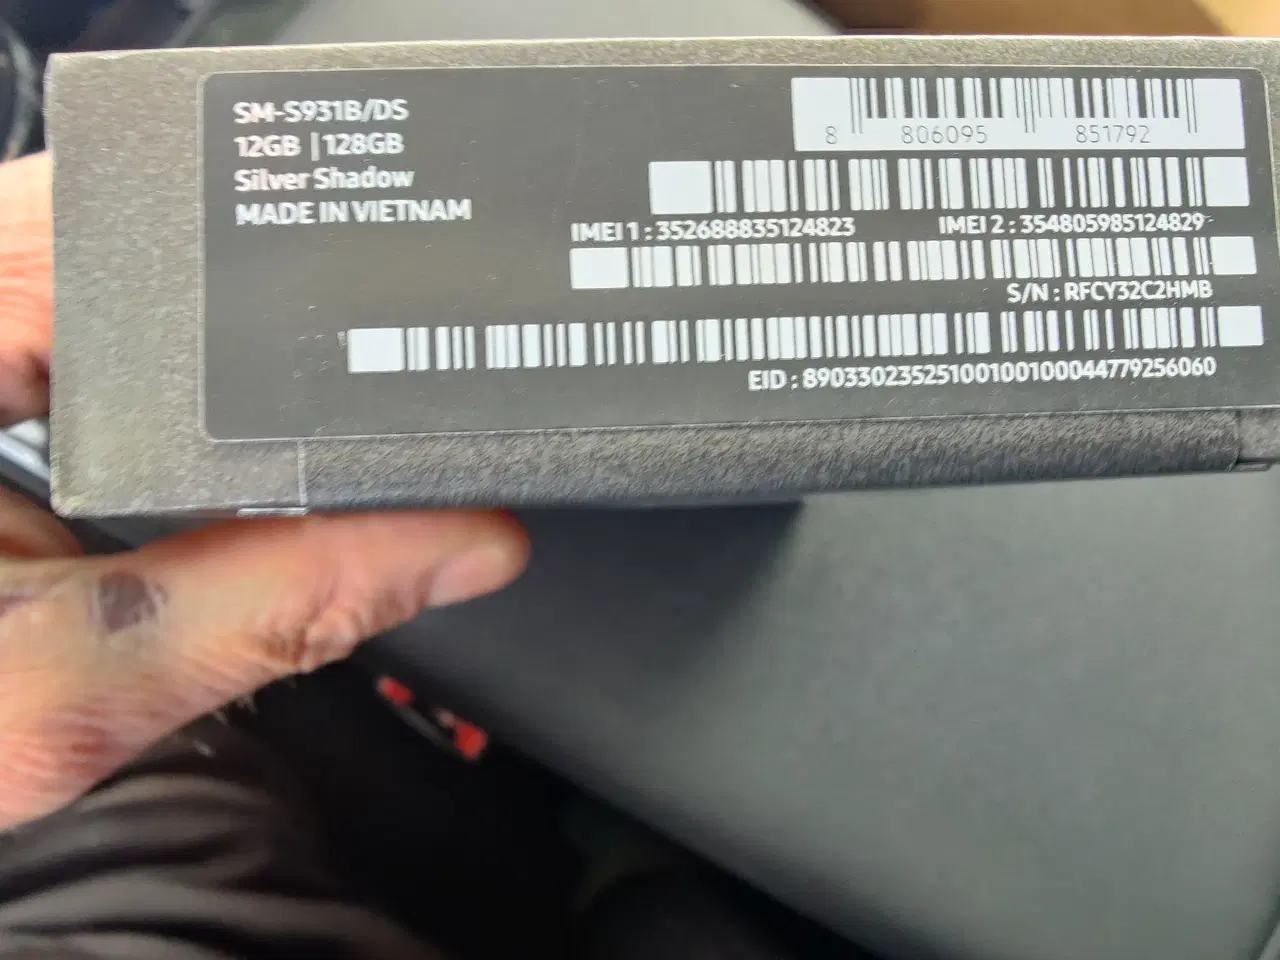 SM-S931B/DS
12GB | 128GB
Silver Shadow
MADE IN VIETNAM
8 806095 851792
IMEI 1 : 352688835124823 IMEI 2 : 354805985124829
S/N : RFCY32C2HMB
EID : 89033023525100100100044779256060